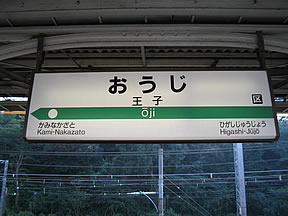 おうじ
王子
区
Ōji
かみなかざと ひがしじゅうじょう
Kami-Nakazato Higashi-Jūjō